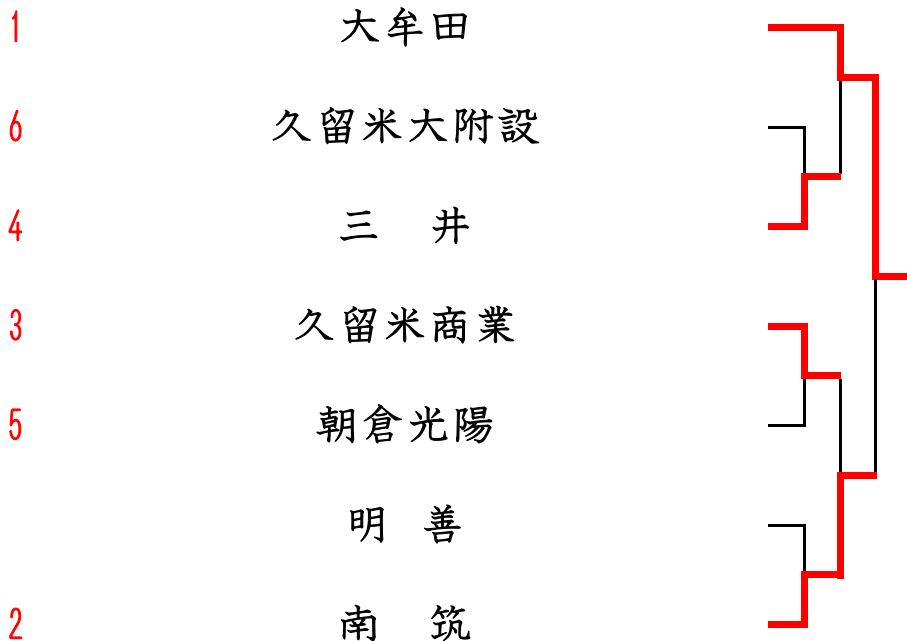 1 大牟田
6 久留米大附設
4 三 井
3 久留米商業
5 朝倉光陽
明 善
2 南 筑